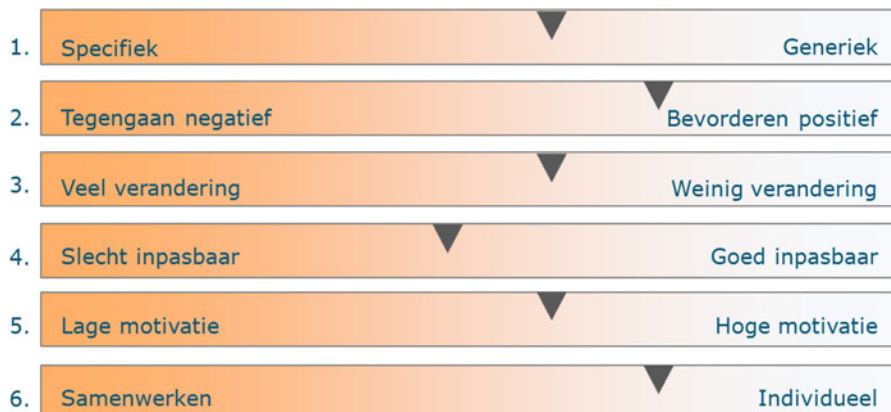 1. Specifiek Generiek
2. Tegengaan negatief Bevorderen positief
3. Veel verandering Weinig verandering
4. Slecht inpasbaar Goed inpasbaar
5. Lage motivatie Hoge motivatie
6. Samenwerken Individueel